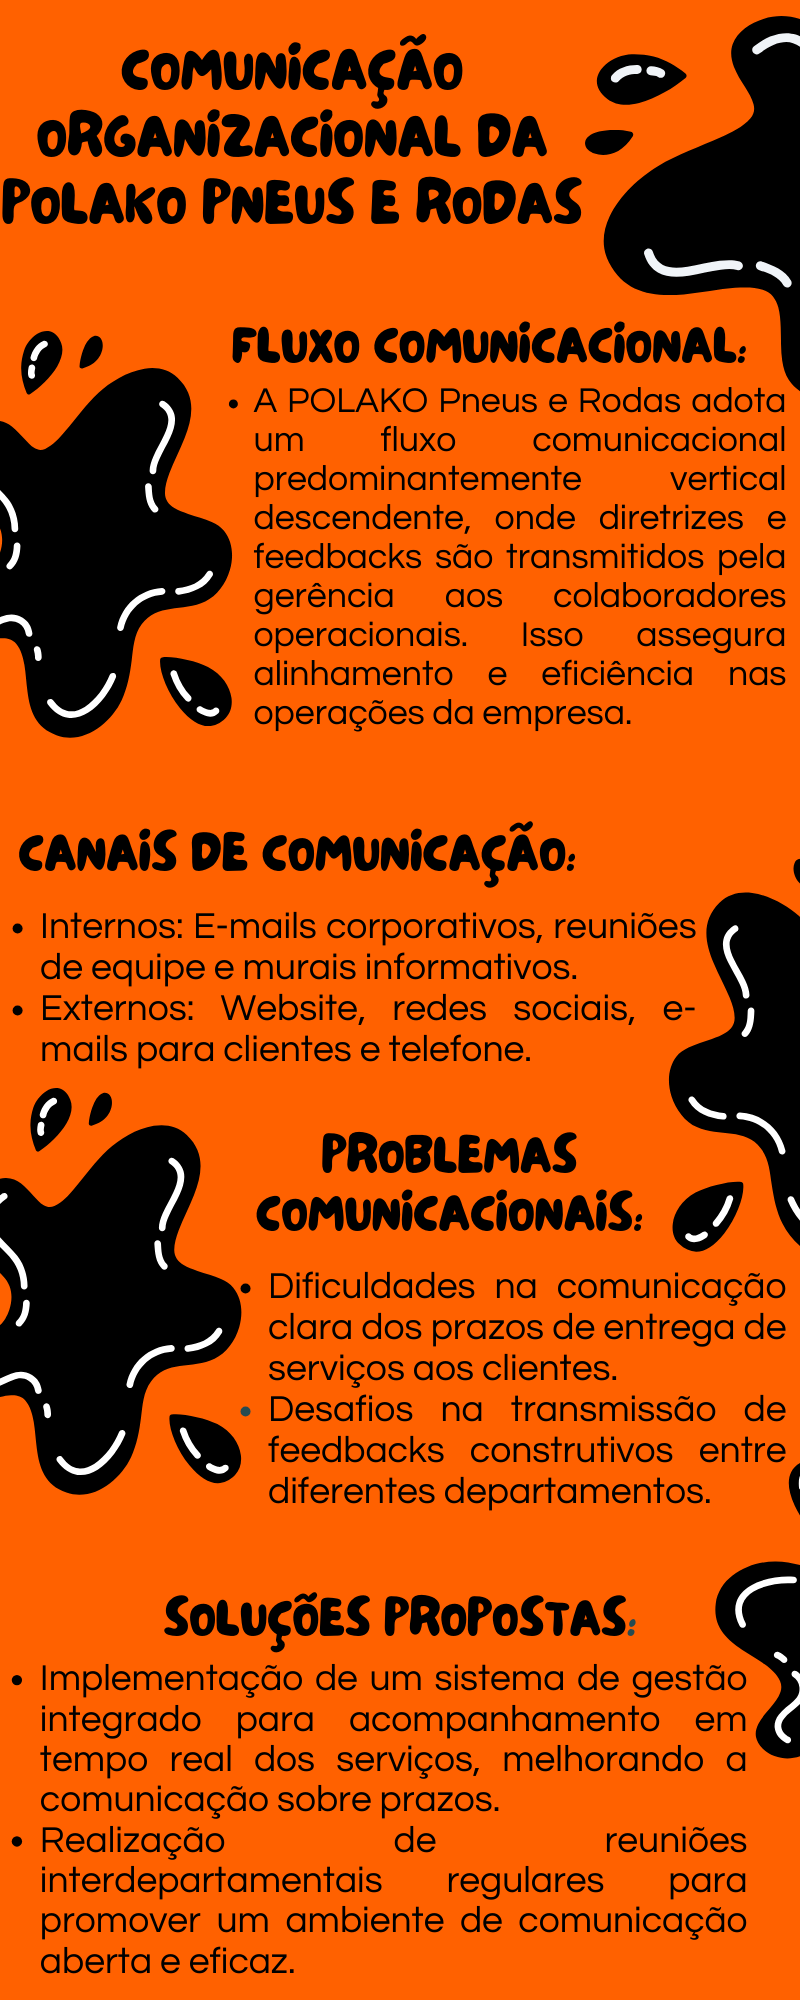 COMUNICAÇÃO
ORGANIZACIONAL DA
POLAKO PNEUS E RODAS
FLUXO COMUNICACIONAL:
• A POLAKO Pneus e Rodas adota
um fluxo comunicacional
predominantemente vertical
descendente, onde diretrizes e
feedbacks são transmitidos pela
gerência aos colaboradores
operacionais. Isso assegura
alinhamento e eficiência nas
operações da empresa.
CANAIS DE COMUNICAÇÃO:
• Internos: E-mails corporativos, reuniões
de equipe e murais informativos.
• Externos: Website, redes sociais, e-
mails para clientes e telefone.
PROBLEMAS
COMUNICACIONAIS:
• Dificuldades na comunicação
clara dos prazos de entrega de
serviços aos clientes.
• Desafios na transmissão de
feedbacks construtivos entre
diferentes departamentos.
SOLUÇÕES PROPOSTAS:
• Implementação de um sistema de gestão
integrado para acompanhamento em
tempo real dos serviços, melhorando a
comunicação sobre prazos.
• Realização de reuniões
interdepartamentais regulares para
promover um ambiente de comunicação
aberta e eficaz.